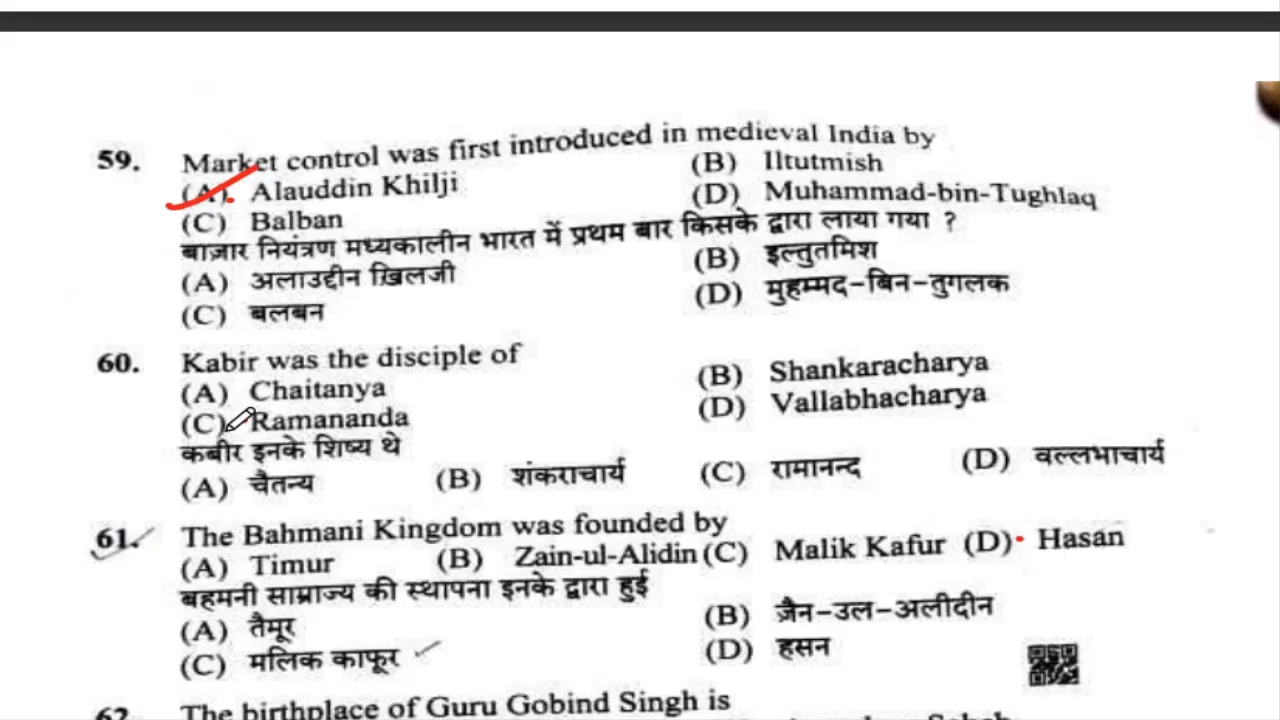 59. Market control was first introduced in medieval India by
(A) Alauddin Khilji (B) Iltutmish
(C) Balban (D) Muhammad-bin-Tughlaq
बाज़ार नियंत्रण मध्यकालीन भारत में प्रथम बार किसके द्वारा लाया गया ?
(A) अलाउद्दीन ख़िलजी (B) इल्तुतमिश
(C) बलबन (D) मुहम्मद-बिन-तुगलक
60. Kabir was the disciple of
(A) Chaitanya (B) Shankaracharya
(C) Ramananda (D) Vallabhacharya
कबीर इनके शिष्य थे
(A) चैतन्य (B) शंकराचार्य (C) रामानन्द (D) वल्लभाचार्य
61. The Bahmani Kingdom was founded by
(A) Timur (B) Zain-ul-Alidin (C) Malik Kafur (D) Hasan
बहमनी साम्राज्य की स्थापना इनके द्वारा हुई
(A) तैमूर (B) ज़ैन-उल-अलीदीन
(C) मलिक काफूर (D) हसन
62. The birthplace of Guru Gobind Singh is